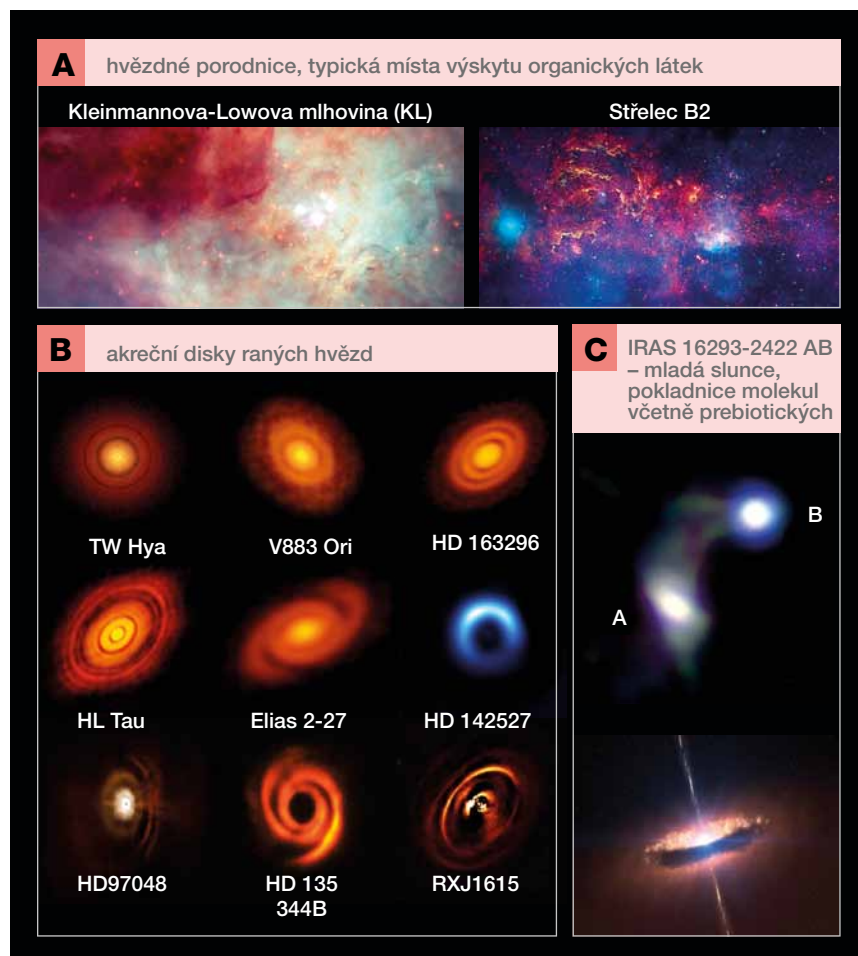 A
hvězdné porodnice, typická místa výskytu organických látek
Kleinmannova-Lowova mlhovina (KL)
Střelec B2
B
akreční disky raných hvězd
TW Hya
V883 Ori
HD 163296
HL Tau
Elias 2-27
HD 142527
HD97048
HD 135
344B
RXJ1615
C
IRAS 16293-2422 AB
– mladá slunce,
pokladnice molekul
včetně prebiotických
B
A